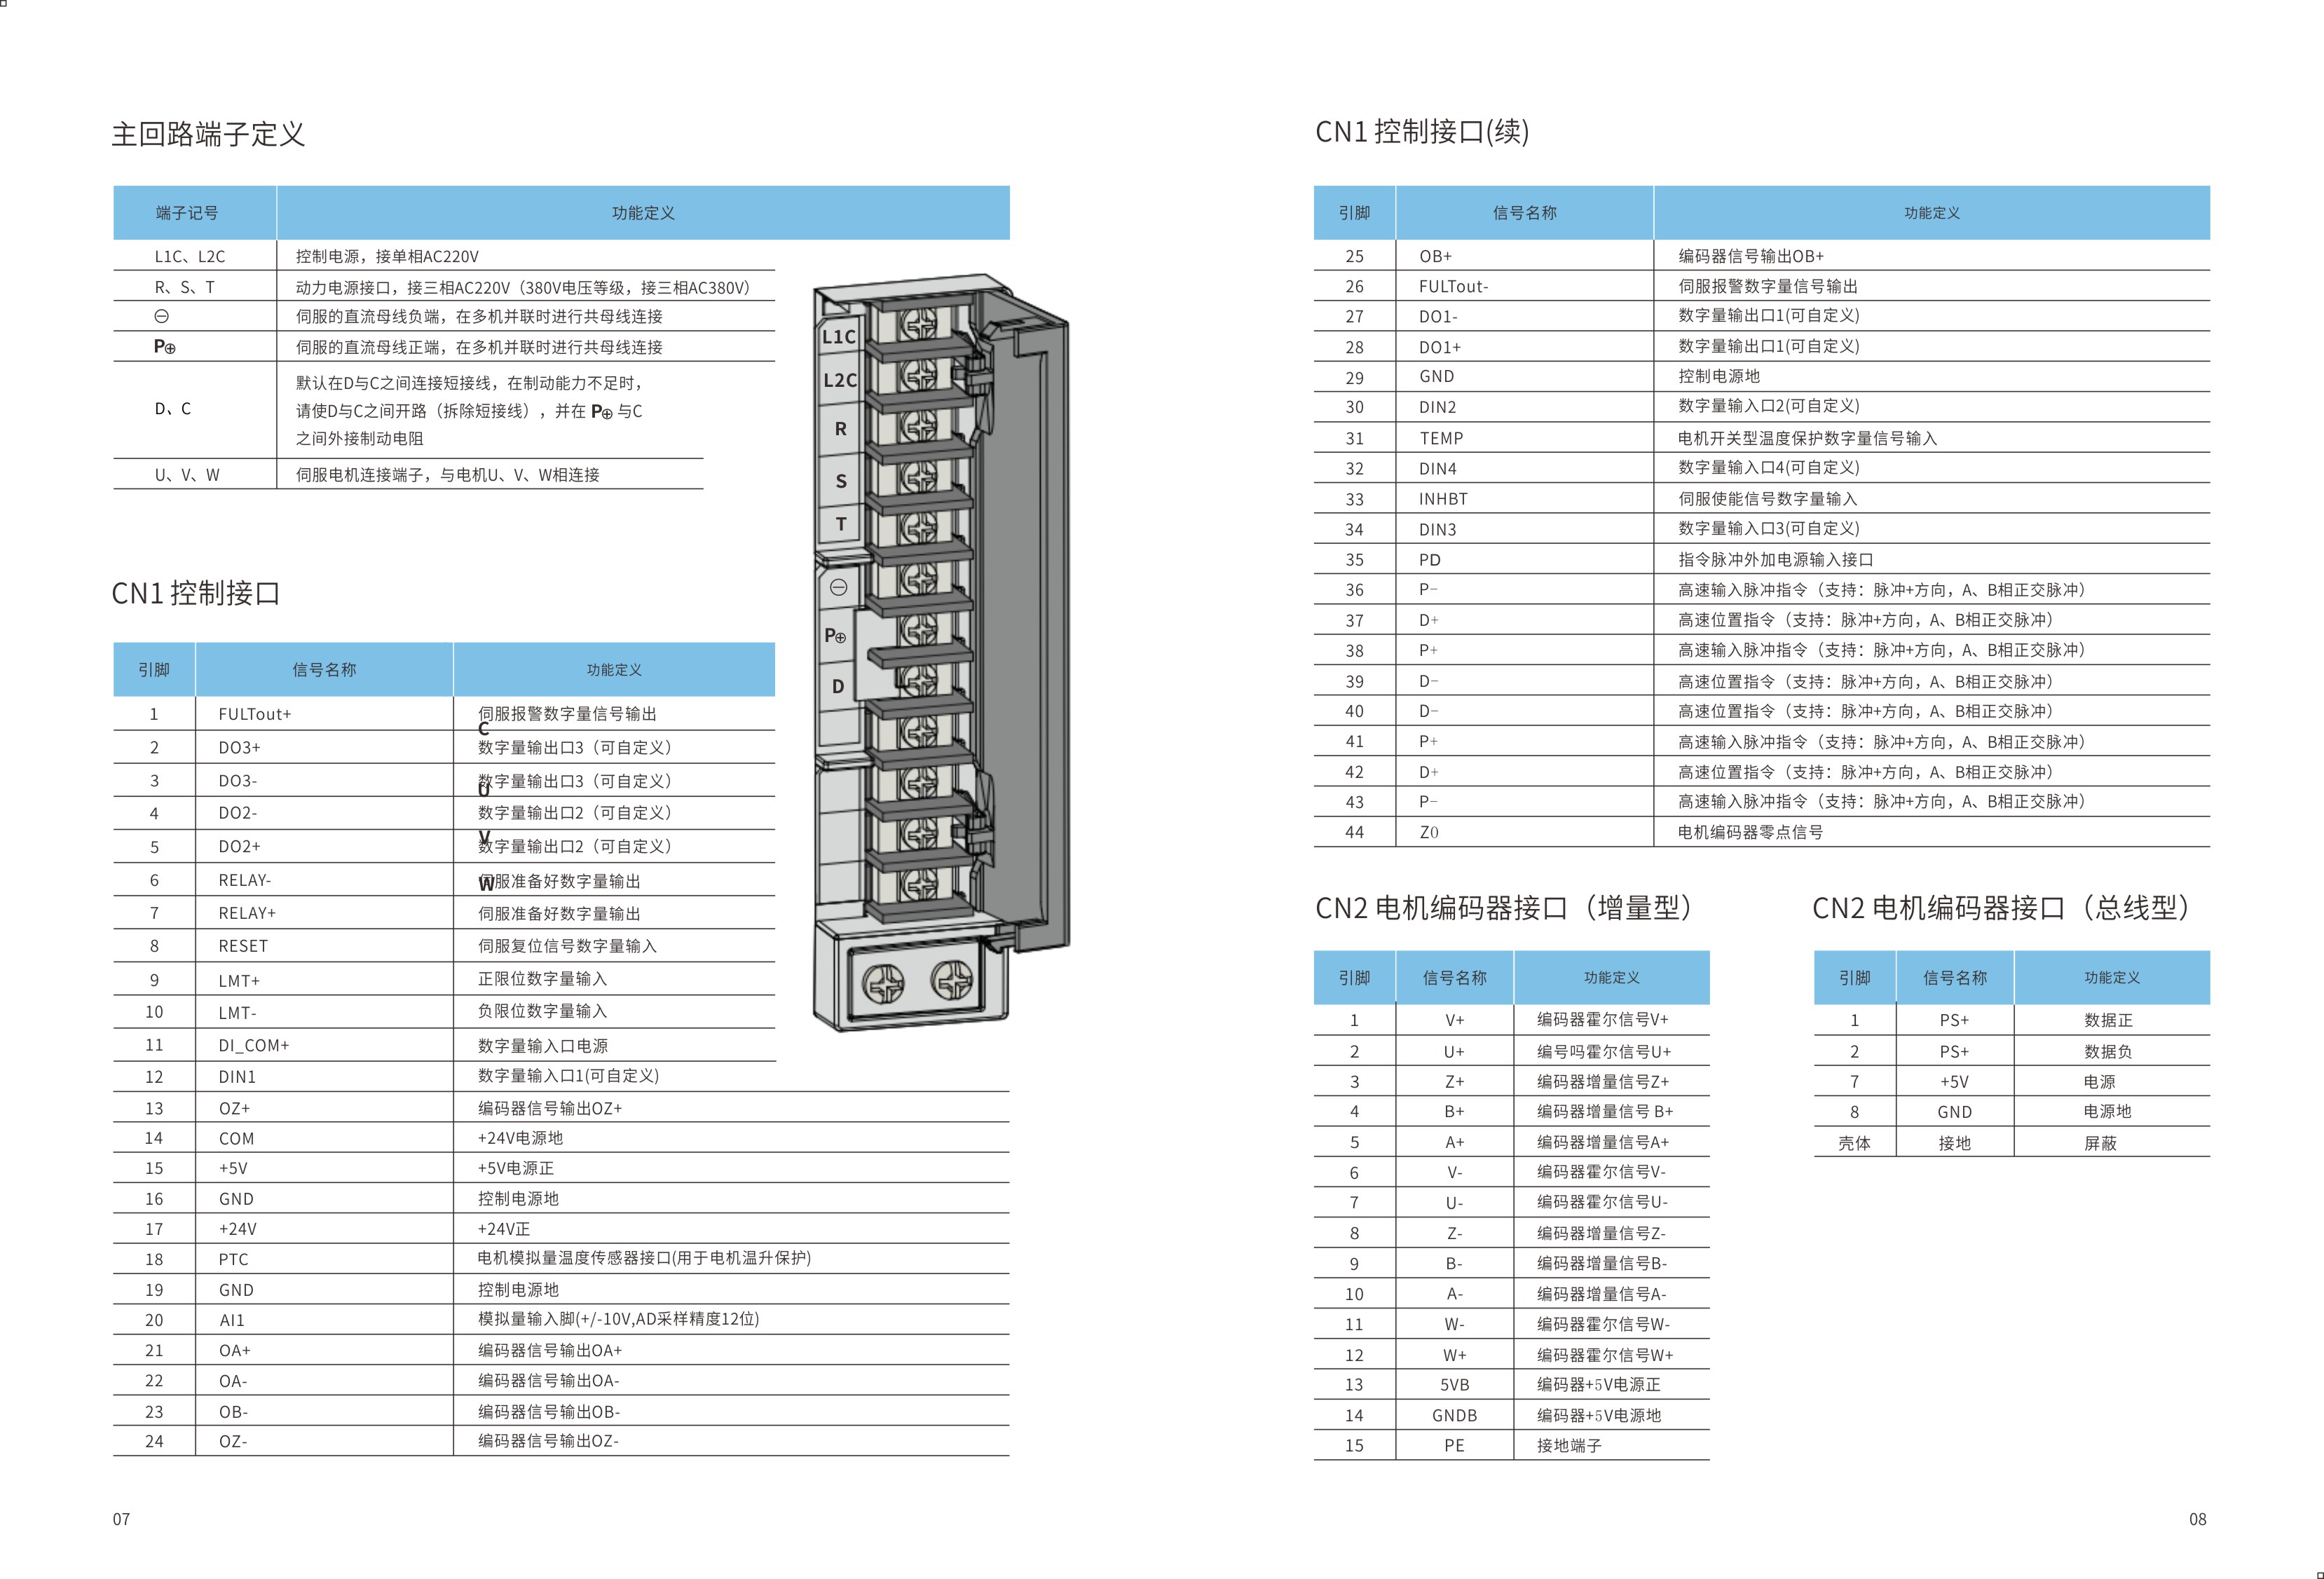 主回路端子定义
端子记号 功能定义
L1C、L2C 控制电源，接单相AC220V
R、S、T 动力电源接口，接三相AC220V（380V电压等级，接三相AC380V）
⊖ 伺服的直流母线负端，在多机并联时进行共母线连接
P⊕ 伺服的直流母线正端，在多机并联时进行共母线连接
默认在D与C之间连接短接线，在制动能力不足时，
D、C 请使D与C之间开路（拆除短接线），并在 P⊕ 与C
之间外接制动电阻
U、V、W 伺服电机连接端子，与电机U、V、W相连接
L1C
L2C
R
S
T
⊖
P⊕
D
CN1 控制接口
引脚 信号名称 功能定义
1 FULTout+ 伺服报警数字量信号输出
C
2 DO3+ 数字量输出口3（可自定义）
3 DO3- 数字量输出口3（可自定义）
U
4 DO2- 数字量输出口2（可自定义）
V
5 DO2+ 数字量输出口2（可自定义）
6 RELAY- 伺服准备好数字量输出
W
7 RELAY+ 伺服准备好数字量输出
8 RESET 伺服复位信号数字量输入
9 LMT+ 正限位数字量输入
10 LMT- 负限位数字量输入
11 DI_COM+ 数字量输入口电源
12 DIN1 数字量输入口1(可自定义)
13 OZ+ 编码器信号输出OZ+
14 COM +24V电源地
15 +5V +5V电源正
16 GND 控制电源地
17 +24V +24V正
18 PTC 电机模拟量温度传感器接口(用于电机温升保护)
19 GND 控制电源地
20 AI1 模拟量输入脚(+/-10V,AD采样精度12位)
21 OA+ 编码器信号输出OA+
22 OA- 编码器信号输出OA-
23 OB- 编码器信号输出OB-
24 OZ- 编码器信号输出OZ-
07
CN1 控制接口(续)
引脚 信号名称 功能定义
25 OB+ 编码器信号输出OB+
26 FULTout- 伺服报警数字量信号输出
27 DO1- 数字量输出口1(可自定义)
28 DO1+ 数字量输出口1(可自定义)
29 GND 控制电源地
30 DIN2 数字量输入口2(可自定义)
31 TEMP 电机开关型温度保护数字量信号输入
32 DIN4 数字量输入口4(可自定义)
33 INHBT 伺服使能信号数字量输入
34 DIN3 数字量输入口3(可自定义)
35 PD 指令脉冲外加电源输入接口
36 P- 高速输入脉冲指令（支持：脉冲+方向，A、B相正交脉冲）
37 D+ 高速位置指令（支持：脉冲+方向，A、B相正交脉冲）
38 P+ 高速输入脉冲指令（支持：脉冲+方向，A、B相正交脉冲）
39 D- 高速位置指令（支持：脉冲+方向，A、B相正交脉冲）
40 D- 高速位置指令（支持：脉冲+方向，A、B相正交脉冲）
41 P+ 高速输入脉冲指令（支持：脉冲+方向，A、B相正交脉冲）
42 D+ 高速位置指令（支持：脉冲+方向，A、B相正交脉冲）
43 P- 高速输入脉冲指令（支持：脉冲+方向，A、B相正交脉冲）
44 Z0 电机编码器零点信号
CN2 电机编码器接口（增量型）
引脚 信号名称 功能定义
1 V+ 编码器霍尔信号V+
2 U+ 编号吗霍尔信号U+
3 Z+ 编码器增量信号Z+
4 B+ 编码器增量信号 B+
5 A+ 编码器增量信号A+
6 V- 编码器霍尔信号V-
7 U- 编码器霍尔信号U-
8 Z- 编码器增量信号Z-
9 B- 编码器增量信号B-
10 A- 编码器增量信号A-
11 W- 编码器霍尔信号W-
12 W+ 编码器霍尔信号W+
13 5VB 编码器+5V电源正
14 GNDB 编码器+5V电源地
15 PE 接地端子
CN2 电机编码器接口（总线型）
引脚 信号名称 功能定义
1 PS+ 数据正
2 PS+ 数据负
7 +5V 电源
8 GND 电源地
壳体 接地 屏蔽
08